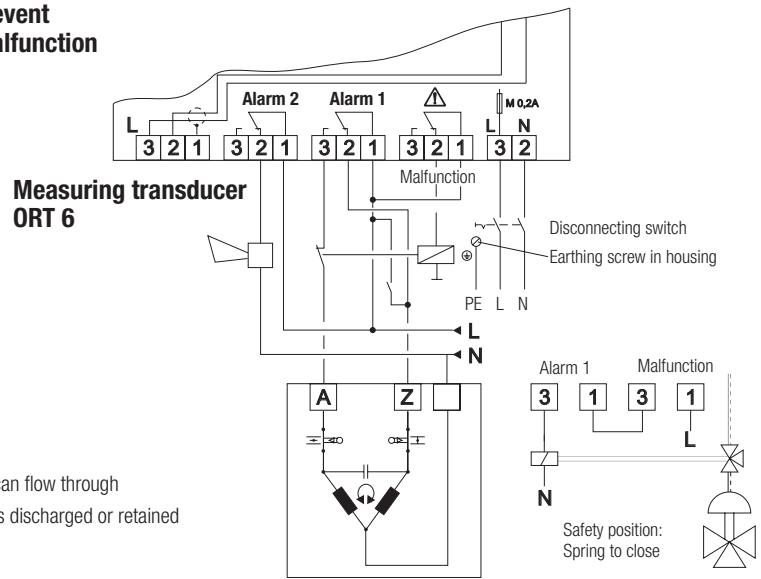 event
alfunction
Alarm 2
Alarm 1
M 0,2A
L
L N
3 2 1
3 2 1
3 2 1
3 2 1
3 2
Malfunction
Measuring transducer
ORT 6
Disconnecting switch
Earthing screw in housing
PE L N
L
N
A
Z
Alarm 1
Malfunction
3 1 3 1
L
N
can flow through
s discharged or retained
Safety position:
Spring to close